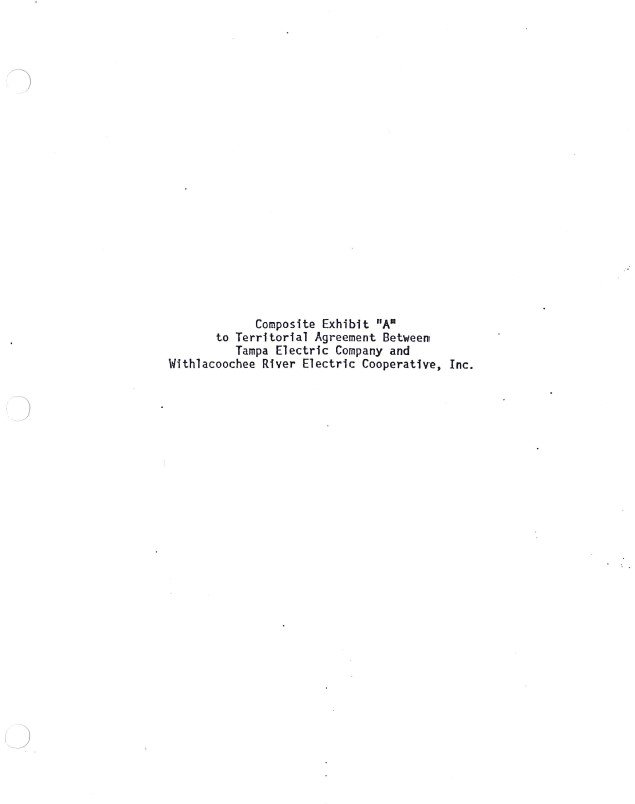 Composite Exhibit "A"
to Territorial Agreement Between
Tampa Electric Company and
Withlacoochee River Electric Cooperative, Inc.